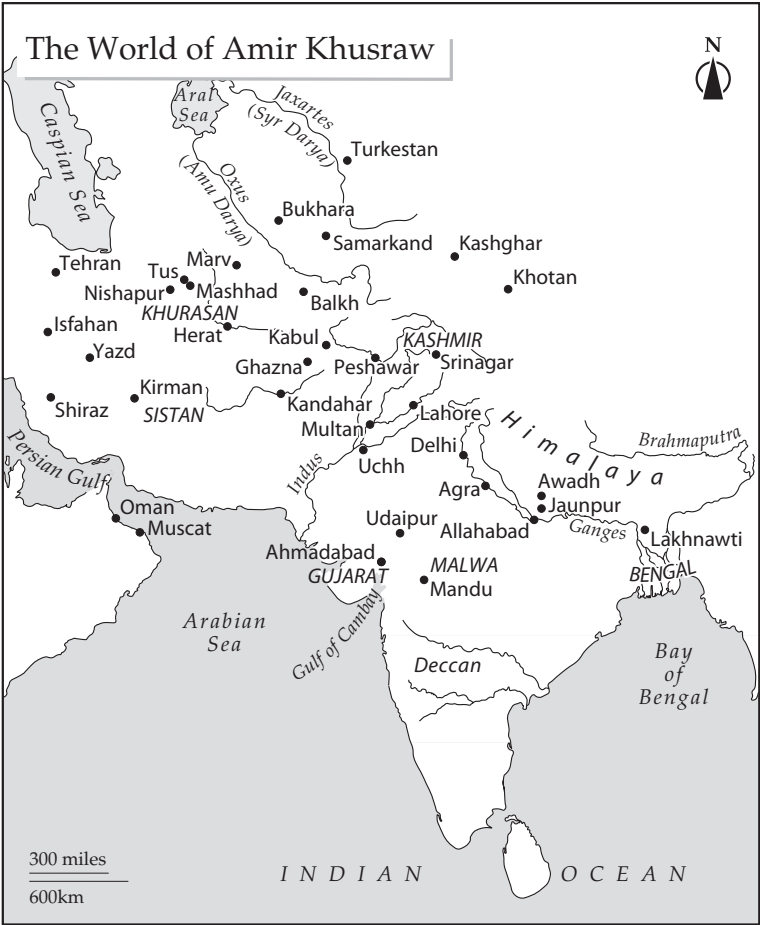 The World of Amir Khusraw
N
Caspian Sea
Aral
Sea
Jaxartes
(Syr Darya)
Turkestan
Oxus
(Amu Darya)
Bukhara
Samarkand
Kashghar
Khotan
Tehran
Marv
Tus
Nishapur
Mashhad
Balkh
KHURASAN
Herat
Isfahan
Yazd
Kabul
KASHMIR
Ghazna
Peshawar
Srinagar
Kirman
Shiraz
SISTAN
Kandahar
Lahore
Multan
Himalaya
Brahmaputra
Delhi
Uchh
Persian Gulf
Indus
Agra
Awadh
Jaunpur
Oman
Muscat
Udaipur
Allahabad
Ganges
Lakhnawti
Ahmadabad
GUJARAT
MALWA
Mandu
BENGAL
Arabian
Sea
Gulf of Cambay
Deccan
Bay
of
Bengal
300 miles
600km
INDIAN OCEAN